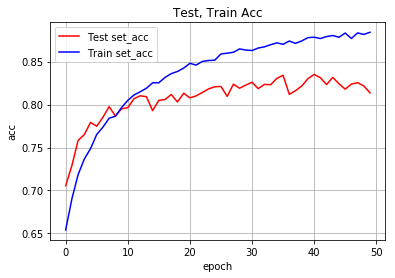 Test, Train Acc
Test set_acc
Train set_acc
0.85
0.80
0.75
0.70
0.65
acc
0 10 20 30 40 50
epoch